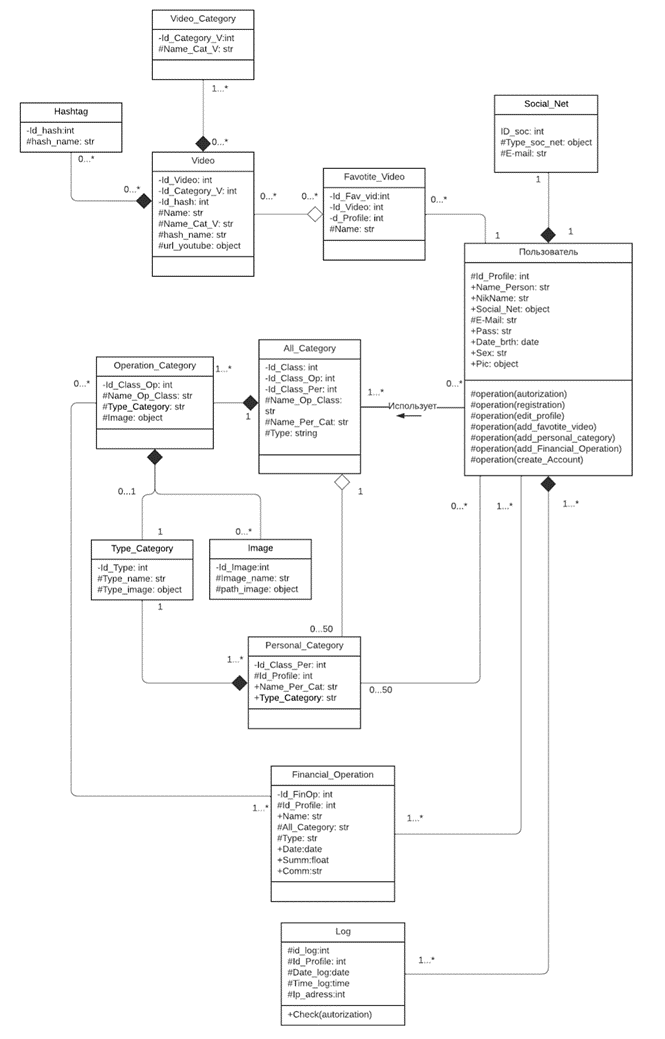 Video_Category
-Id_Category_V:int
#Name_Cat_V: str
1...*
0...*
Hashtag
-Id_hash:int
#hash_name: str
0...*
0...*
Video
-Id_Video: int
-Id_Category_V: int
-Id_hash: int
#Name: str
#Name_Cat_V: str
#hash_name: str
#url_youtube: object
0...*
0...*
Favotite_Video
-Id_Fav_vid:int
-Id_Video: int
-d_Profile: int
#Name: str
0...*
1
Social_Net
ID_soc: int
#Type_soc_net: object
#E-mail: str
1
1
Пользователь
#Id_Profile: int
+Name_Person: str
+NikName: str
+Social_Net: object
#E-Mail: str
+Pass: str
+Date_brth: date
+Sex: str
+Pic: object
#operation(autorization)
#operation(registration)
#operation(edit_profile)
#operation(add_favotite_video)
#operation(add_personal_category)
#operation(add_Financial_Operation)
#operation(create_Account)
All_Category
-Id_Class: int
-Id_Class_Op: int
-Id_Class_Per: int
#Name_Op_Class:
str
#Name_Per_Cat: str
#Type: string
1...*
Использует
0...*
Operation_Category
-Id_Class_Op: int
#Name_Op_Class: str
#Type_Category: str
#Image: object
0...*
1...*
1
1
0...1
1
0...*
Type_Category
-Id_Type: int
#Type_name: str
#Type_image: object
1
Image
-Id_Image:int
#Image_name: str
#path_image: object
0...50
1...*
Personal_Category
-Id_Class_Per: int
#Id_Profile: int
+Name_Per_Cat: str
+Type_Category: str
0...50
0...*
1...*
1...*
Financial_Operation
-Id_FinOp: int
#Id_Profile: int
+Name: str
#All_Category: str
#Type: str
+Date:date
+Summ:float
+Comm:str
1...*
1...*
Log
#id_log:int
#Id_Profile: int
#Date_log:date
#Time_log:time
#Ip_adress:int
+Check(autorization)
1...*